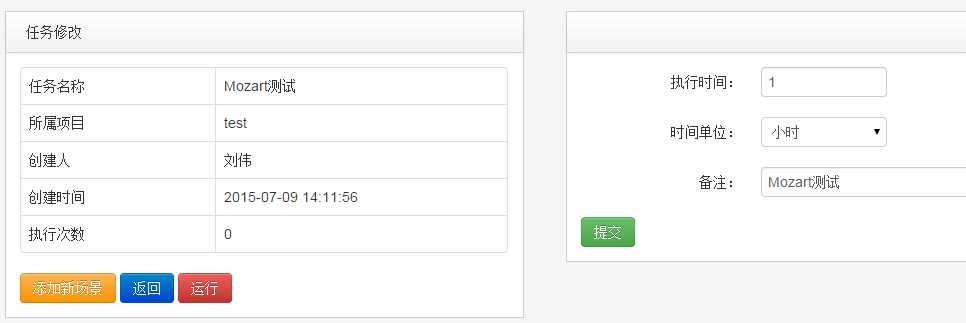 任务修改
任务名称 Mozart测试
所属项目 test
创建人 刘伟
创建时间 2015-07-09 14:11:56
执行次数 0
添加新场景 返回 运行
执行时间： 1
时间单位： 小时
备注： Mozart测试
提交